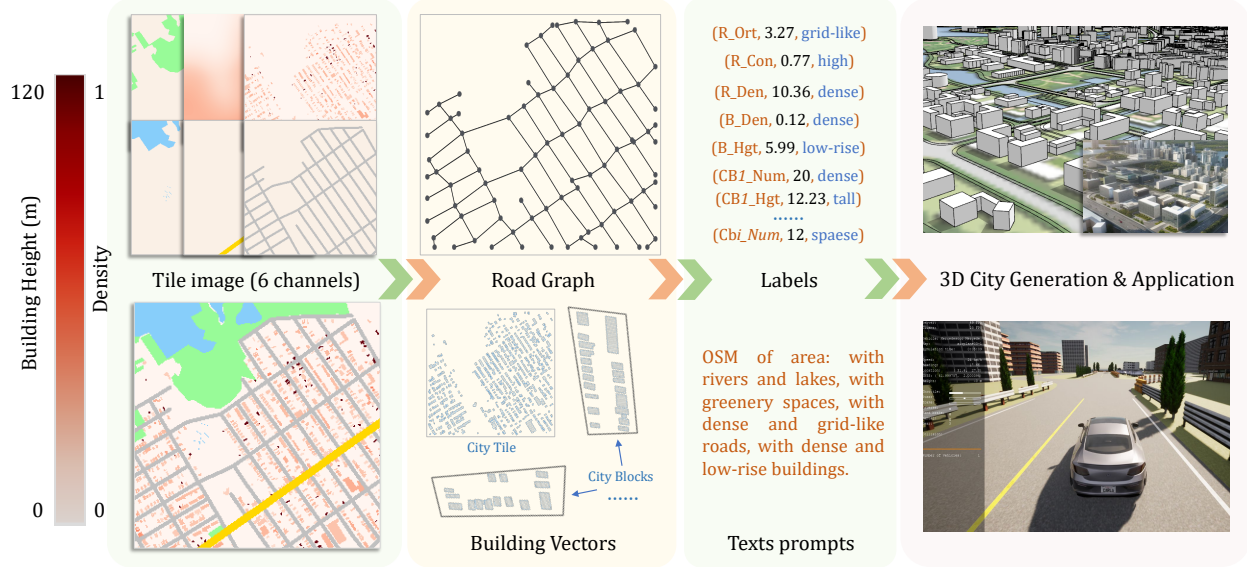 120
1
Building Height (m)
Density
0
0
Tile image (6 channels)
Road Graph
City Tile
City Blocks
......
Building Vectors
(R_Ort, 3.27, grid-like)
(R_Con, 0.77, high)
(R_Den, 10.36, dense)
(B_Den, 0.12, dense)
(B_Hgt, 5.99, low-rise)
(CB1_Num, 20, dense)
(CB1_Hgt, 12.23, tall)
......
(Cbi_Num, 12, spaese)
Labels
OSM of area: with
rivers and lakes, with
greenery spaces, with
dense and grid-like
roads, with dense and
low-rise buildings.
Texts prompts
3D City Generation & Application